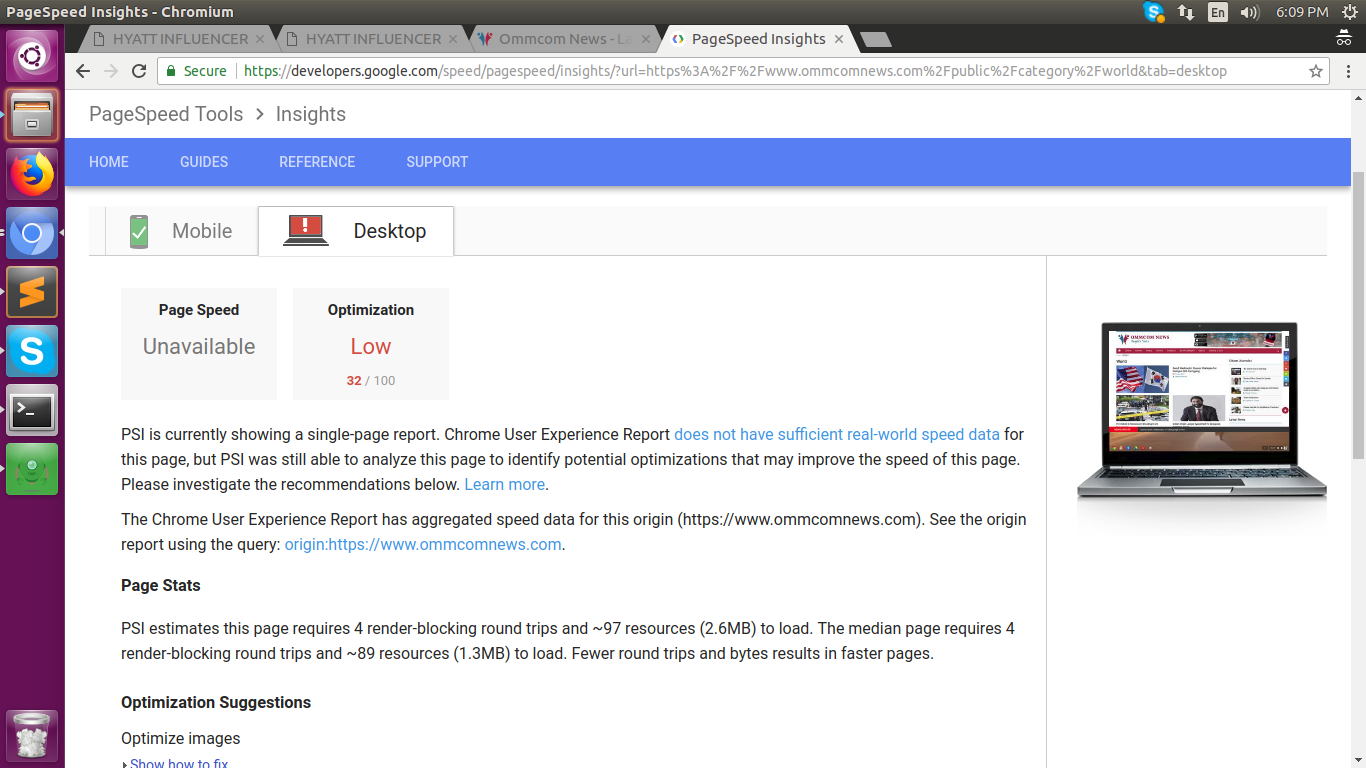 PageSpeed Insights - Chromium
En
6:09 PM
HYATT INFLUENCER
HYATT INFLUENCER
Ommcom News - La
PageSpeed Insights
Secure
https://developers.google.com/speed/pagespeed/insights/?url=https%3A%2F%2Fwww.ommcomnews.com%2Fpublic%2Fcategory%2Fworld&tab=desktop
PageSpeed Tools > Insights
HOME GUIDES REFERENCE SUPPORT
Mobile
Desktop
Page Speed
Unavailable
Optimization
Low
32 / 100
PSI is currently showing a single-page report. Chrome User Experience Report does not have sufficient real-world speed data for
this page, but PSI was still able to analyze this page to identify potential optimizations that may improve the speed of this page.
Please investigate the recommendations below. Learn more.
The Chrome User Experience Report has aggregated speed data for this origin (https://www.ommcomnews.com). See the origin
report using the query: origin:https://www.ommcomnews.com.
Page Stats
PSI estimates this page requires 4 render-blocking round trips and ~97 resources (2.6MB) to load. The median page requires 4
render-blocking round trips and ~89 resources (1.3MB) to load. Fewer round trips and bytes results in faster pages.
Optimization Suggestions
Optimize images
Show how to fix
OMMCOM NEWS